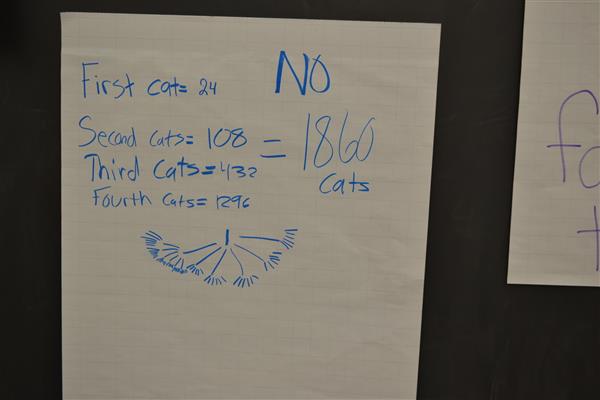 First cat= 24
NO
Second cats= 108
Third cats= 432
Fourth cats= 1296
= 1860
cats